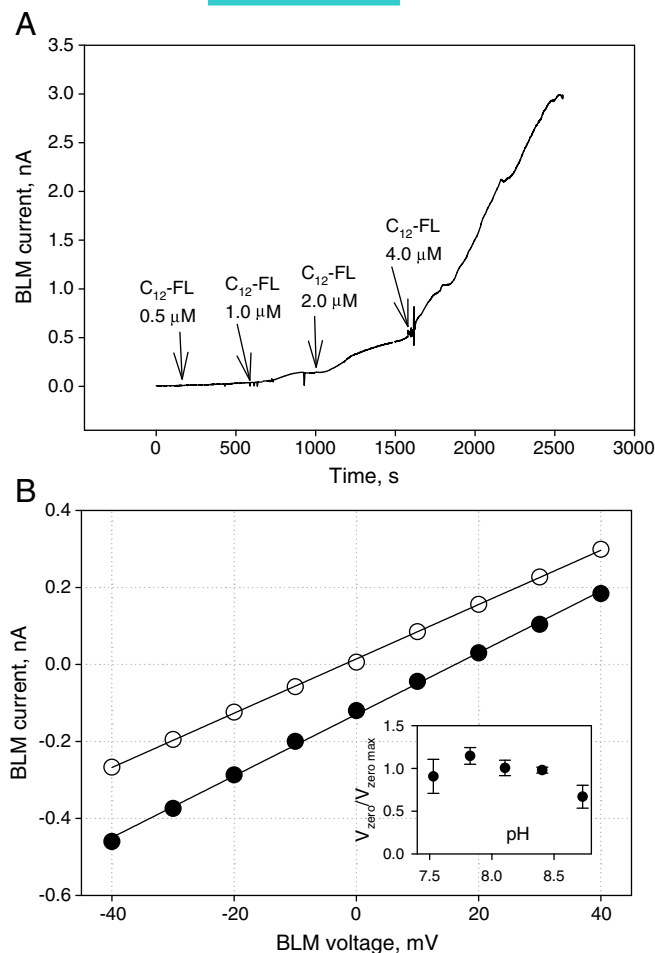 A
3.5
3.0
2.5
2.0
1.5
1.0
0.5
0.0
BLM current, nA
C12-FL
0.5 μM
C12-FL
1.0 μM
C12-FL
2.0 μM
C12-FL
4.0 μM
0 500 1000 1500 2000 2500 3000
Time, s
B
0.4
0.2
0.0
-0.2
-0.4
-0.6
BLM current, nA
1.5
1.0
0.5
0.0
Vzero/Vzero max
pH
7.5 8.0 8.5
-40 -20 0 20 40
BLM voltage, mV